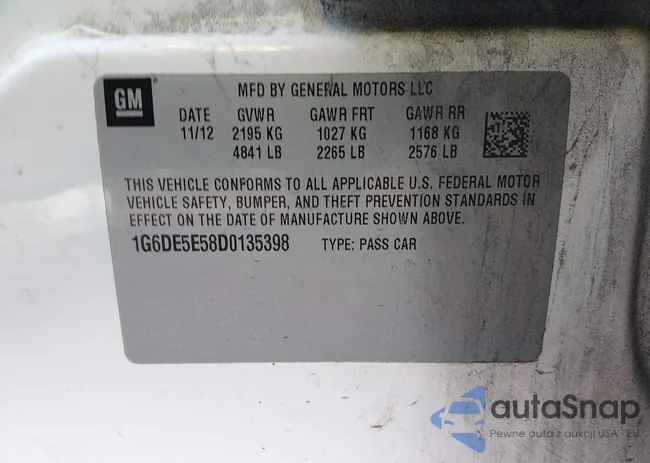 GM
MFD BY GENERAL MOTORS LLC
DATE GVWR GAWR FRT GAWR RR
11/12 2195 KG 1027 KG 1168 KG
4841 LB 2265 LB 2576 LB
THIS VEHICLE CONFORMS TO ALL APPLICABLE U.S. FEDERAL MOTOR
VEHICLE SAFETY, BUMPER, AND THEFT PREVENTION STANDARDS IN
EFFECT ON THE DATE OF MANUFACTURE SHOWN ABOVE.
1G6DE5E58D0135398 TYPE: PASS CAR
autoSnap
Pewne auta z aukcji USA - EU